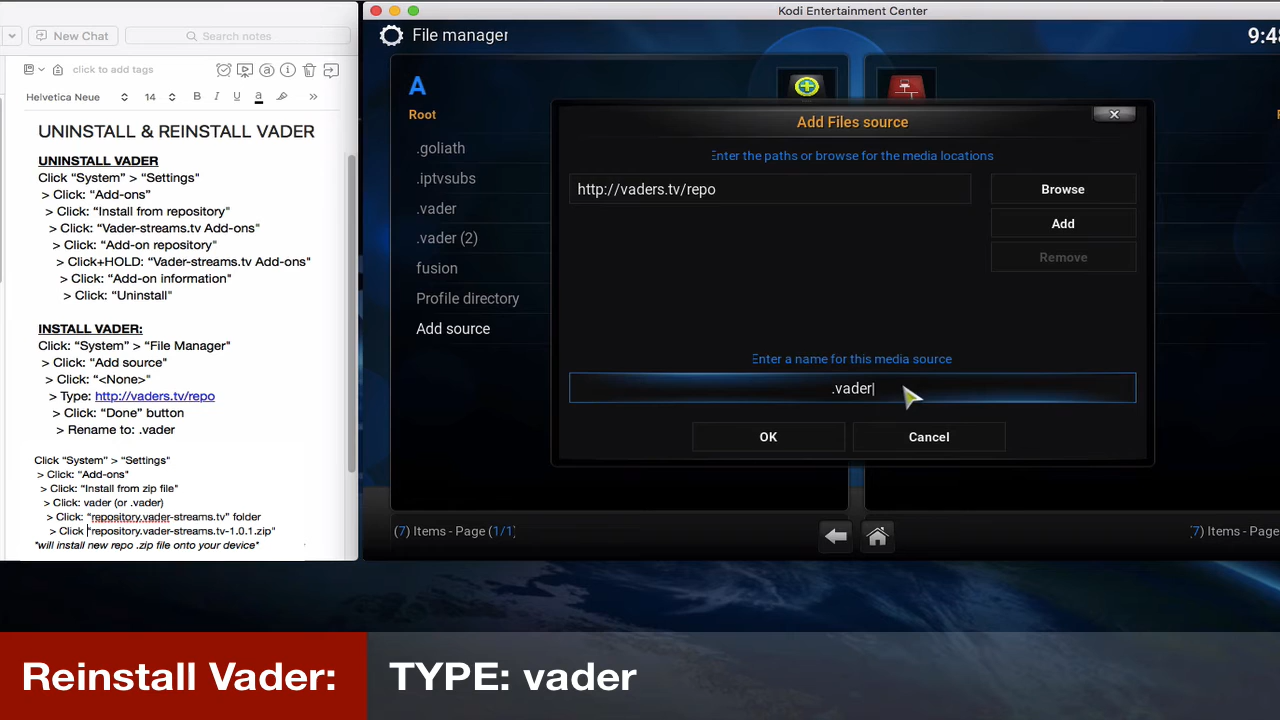 New Chat
Search notes
click to add tags
Helvetica Neue 14 B I U a »
UNINSTALL & REINSTALL VADER
UNINSTALL VADER
Click “System” > “Settings”
> Click: “Add-ons”
> Click: “Install from repository”
> Click: “Vader-streams.tv Add-ons”
> Click: “Add-on repository”
> Click+HOLD: “Vader-streams.tv Add-ons”
> Click: “Add-on information”
> Click: “Uninstall”
INSTALL VADER:
Click: “System” > “File Manager”
> Click: “Add source”
> Click: “<None>”
> Type: http://vaders.tv/repo
> Click: “Done” button
> Rename to: .vader
Click “System” > “Settings”
> Click: “Add-ons”
> Click: “Install from zip file”
> Click: vader (or .vader)
> Click: “repository.vader-streams.tv” folder
> Click “repository.vader-streams.tv-1.0.1.zip”
*will install new repo .zip file onto your device*
Kodi Entertainment Center
File manager
9:48
A
Root
.goliath
.iptvsubs
.vader
.vader (2)
fusion
Profile directory
Add source
Add Files source
Enter the paths or browse for the media locations
http://vaders.tv/repo
Browse
Add
Remove
Enter a name for this media source
.vader
OK
Cancel
(7) Items - Page (1/1)
7) Items - Page (1/
Reinstall Vader:
TYPE: vader